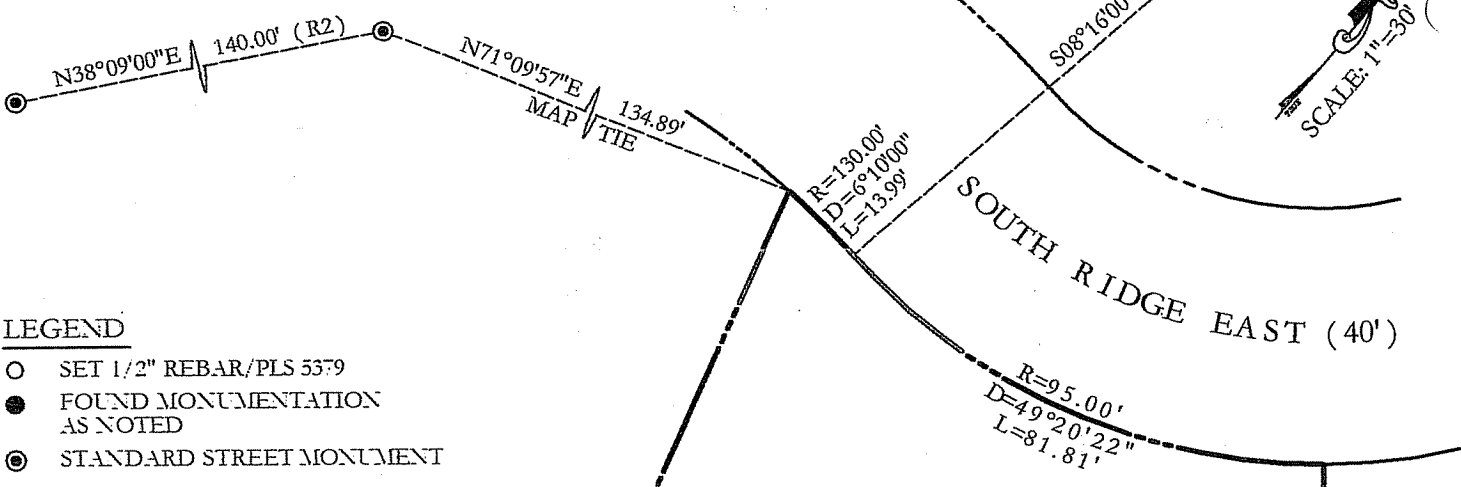 N38°09'00"E
140.00' (R2)
N71°09'57"E
134.89'
MAP TIE
S08°16'00"
SCALE: 1"=30'
R=130.00'
D=6°10'00"
L=13.99'
SOUTH RIDGE EAST (40')
R=95.00'
D=49°20'22"
L=81.81'
LEGEND
SET 1/2" REBAR/PLS 5379
FOUND MONUMENTATION
AS NOTED
STANDARD STREET MONUMENT